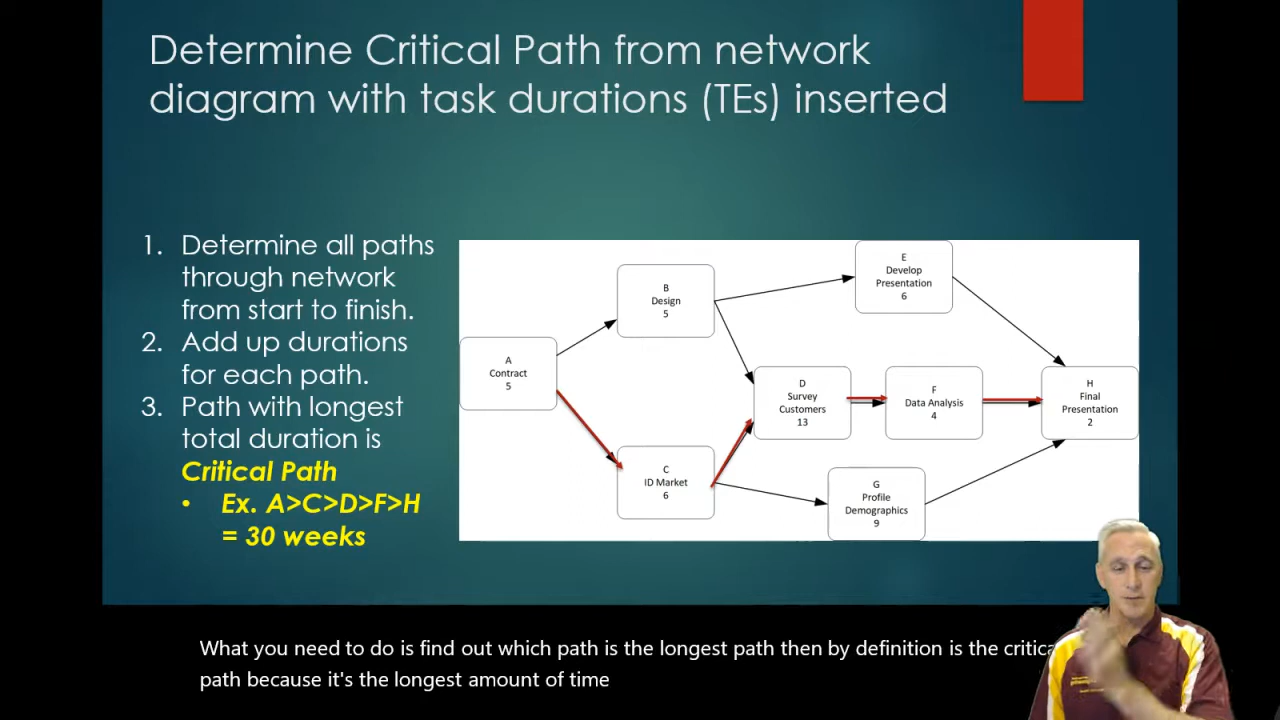 Determine Critical Path from network
diagram with task durations (TEs) inserted
1. Determine all paths
through network
from start to finish.
2. Add up durations
for each path.
3. Path with longest
total duration is
Critical Path
• Ex. A>C>D>F>H
= 30 weeks
A
Contract
5
B
Design
5
C
ID Market
6
E
Develop
Presentation
6
D
Survey
Customers
13
F
Data Analysis
4
G
Profile
Demographics
9
H
Final
Presentation
2
What you need to do is find out which path is the longest path then by definition is the critica
path because it's the longest amount of time